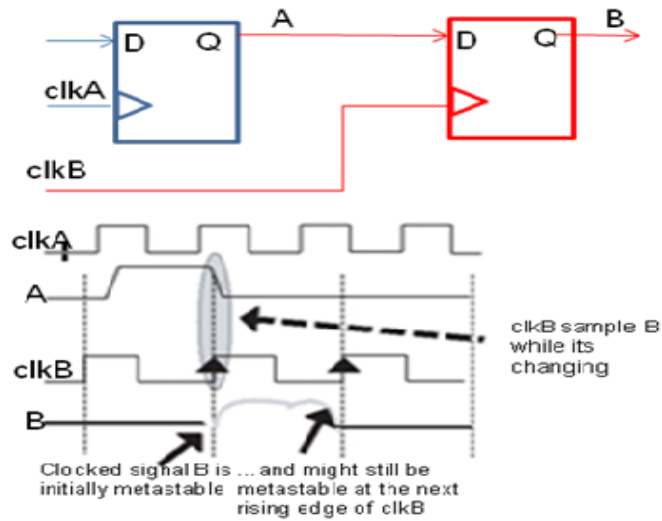 A
B
D Q
D Q
clkA
clkB
clkA
A
clkB
B
clkB sample B
while its
changing
Clocked signal B is
initially metastable
... and might still be
metastable at the next
rising edge of clkB